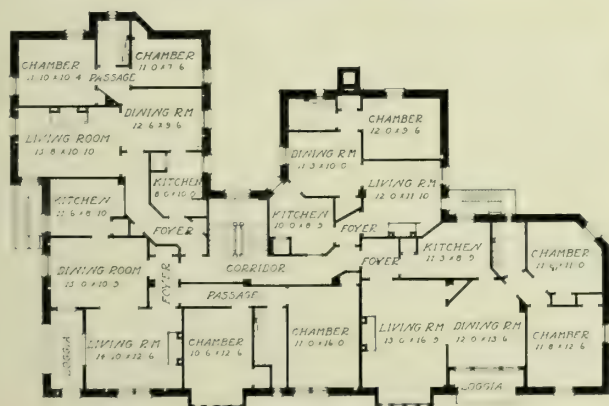 CHAMBER
11.10 x 10.4
PASSAGE
CHAMBER
11.0 x 7.6
DINING RM
12.6 x 9.6
LIVING ROOM
13.8 x 10.10
KITCHEN
8.0 x 10.0
KITCHEN
11.6 x 8.10
FOYER
DINING ROOM
13.0 x 10.9
FOYER
CORRIDOR
PASSAGE
LOGGIA
LIVING RM
14.10 x 12.6
CHAMBER
10.6 x 12.6
CHAMBER
11.0 x 16.0
CHAMBER
12.0 x 9.6
DINING RM
11.3 x 10.0
LIVING RM
12.0 x 11.10
KITCHEN
10.0 x 8.9
FOYER
FOYER
KITCHEN
11.3 x 8.9
CHAMBER
LIVING RM
13.0 x 16.9
DINING RM
12.0 x 13.6
CHAMBER
11.8 x 12.6
LOGGIA